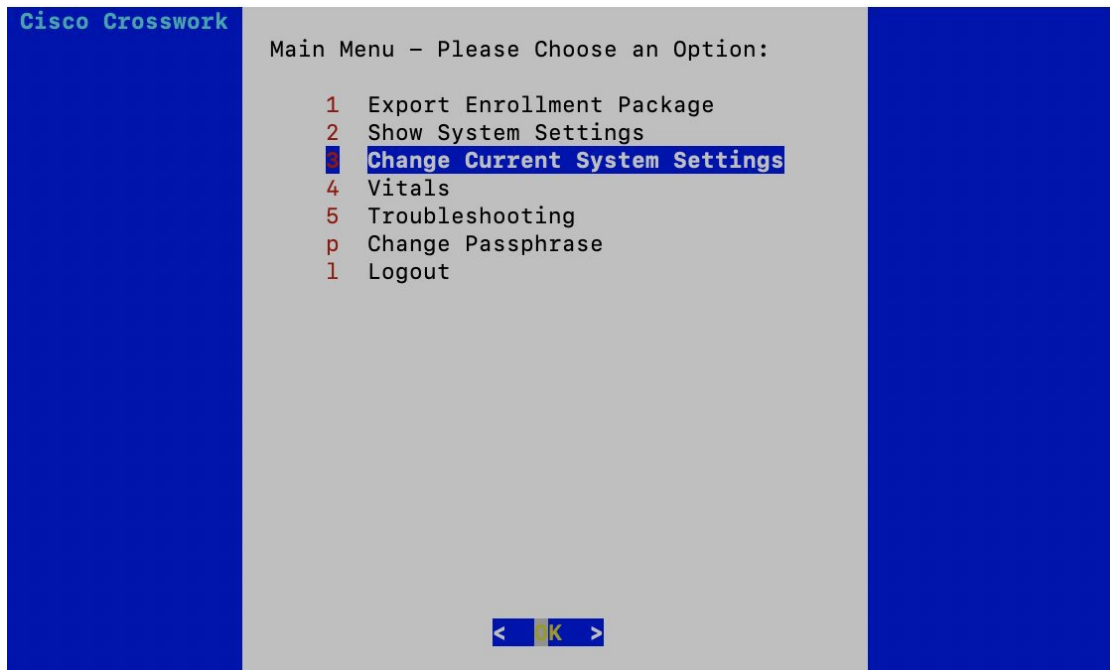 Cisco Crosswork
Main Menu – Please Choose an Option:
1 Export Enrollment Package
2 Show System Settings
3 Change Current System Settings
4 Vitals
5 Troubleshooting
p Change Passphrase
l Logout
< OK >